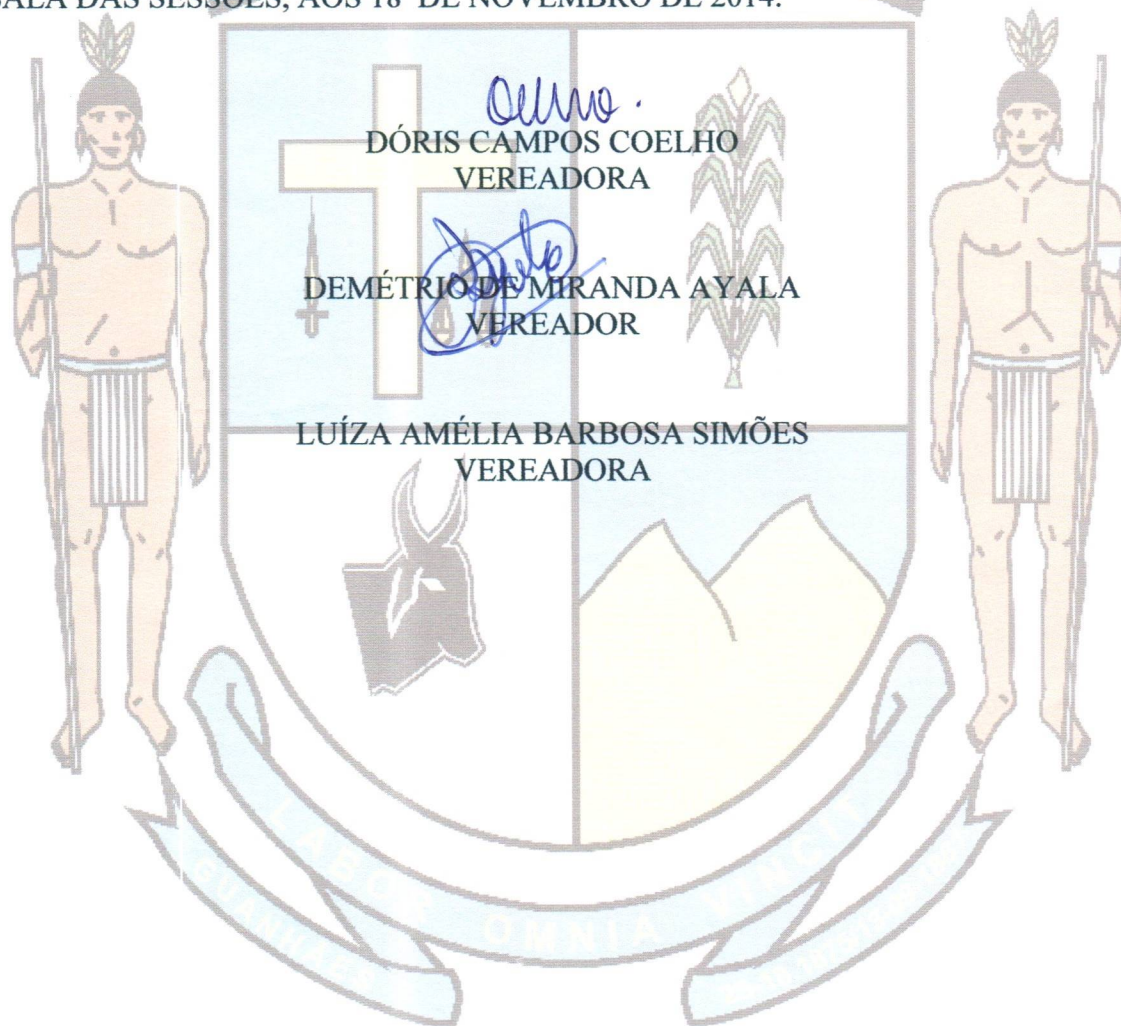 SALA DAS SESSÕES, AOS 18 DE NOVEMBRO DE 2014.
DÓRIS CAMPOS COELHO
VEREADORA
DEMÉTRIO DE MIRANDA AYALA
VEREADOR
LUÍZA AMÉLIA BARBOSA SIMÕES
VEREADORA
LABOR OMNIA VINCIT
GUANHÃES